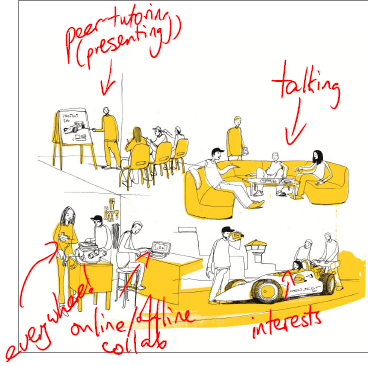 peer-tutoring
(presenting)
talking
everywhere!
online/offline
collab
interests